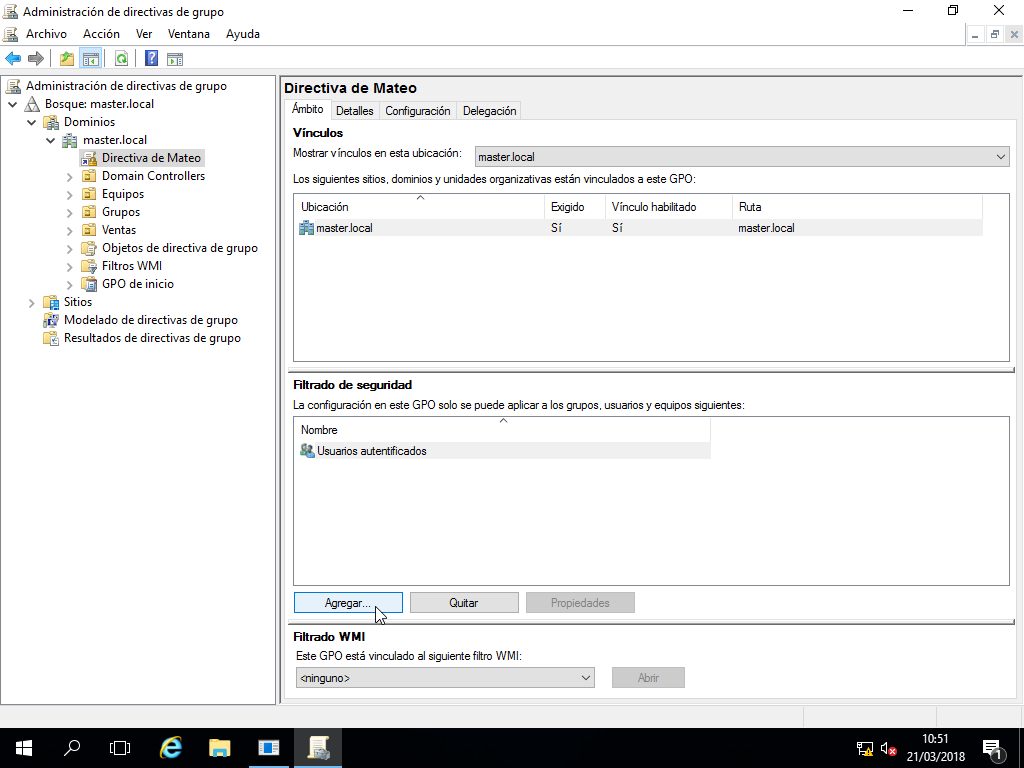 Administración de directivas de grupo
Archivo Acción Ver Ventana Ayuda
Administración de directivas de grupo
Bosque: master.local
Dominios
master.local
Directiva de Mateo
Domain Controllers
Equipos
Grupos
Ventas
Objetos de directiva de grupo
Filtros WMI
GPO de inicio
Sitios
Modelado de directivas de grupo
Resultados de directivas de grupo
Directiva de Mateo
Ámbito Detalles Configuración Delegación
Vínculos
Mostrar vínculos en esta ubicación: master.local
Los siguientes sitios, dominios y unidades organizativas están vinculados a este GPO:
Ubicación Exigido Vínculo habilitado Ruta
master.local Sí Sí master.local
Filtrado de seguridad
La configuración en este GPO solo se puede aplicar a los grupos, usuarios y equipos siguientes:
Nombre
Usuarios autentificados
Agregar... Quitar Propiedades
Filtrado WMI
Este GPO está vinculado al siguiente filtro WMI:
<ninguno> Abrir
10:51
21/03/2018
1